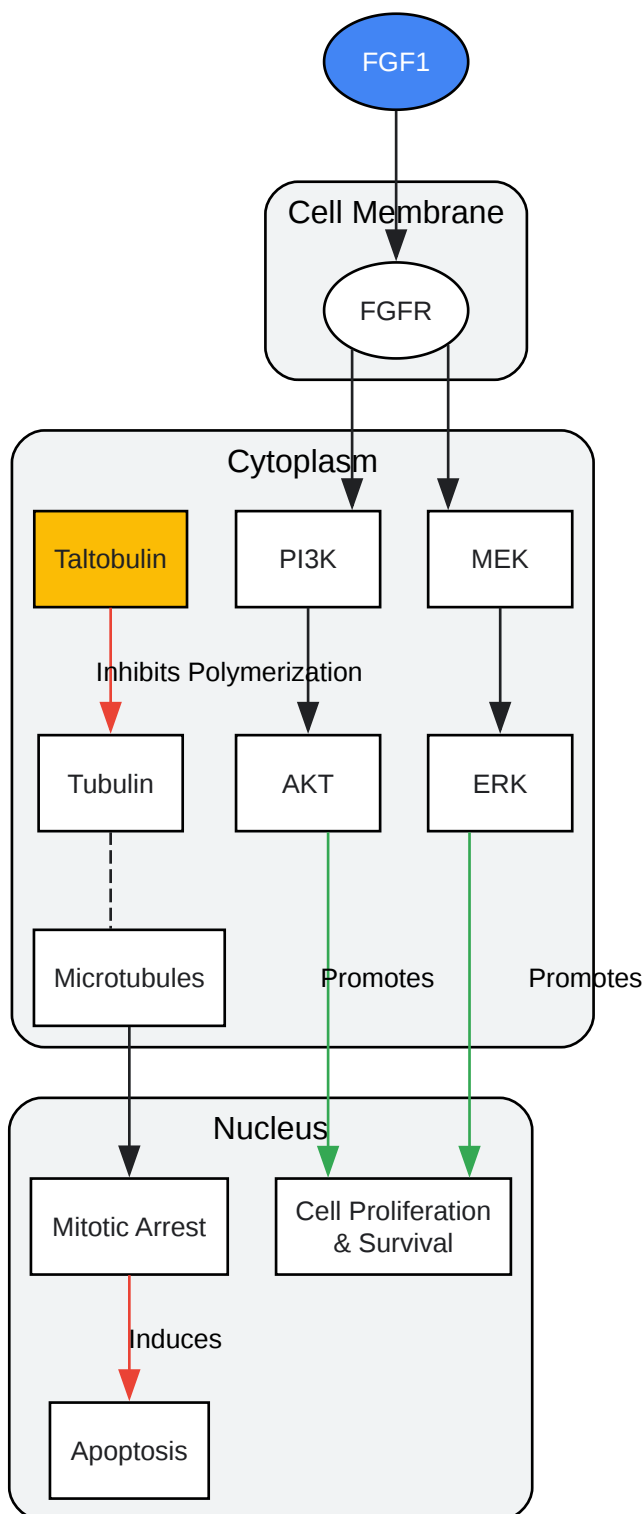 FGF1
Cell Membrane
FGFR
Cytoplasm
Taltobulin
PI3K
MEK
Inhibits Polymerization
Tubulin
AKT
ERK
Microtubules
Promotes
Promotes
Nucleus
Mitotic Arrest
Cell Proliferation
& Survival
Induces
Apoptosis